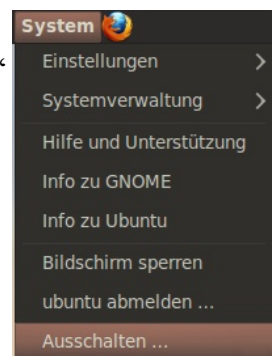 System
“
Einstellungen
Systemverwaltung
Hilfe und Unterstützung
Info zu GNOME
Info zu Ubuntu
Bildschirm sperren
ubuntu abmelden ...
Ausschalten ...